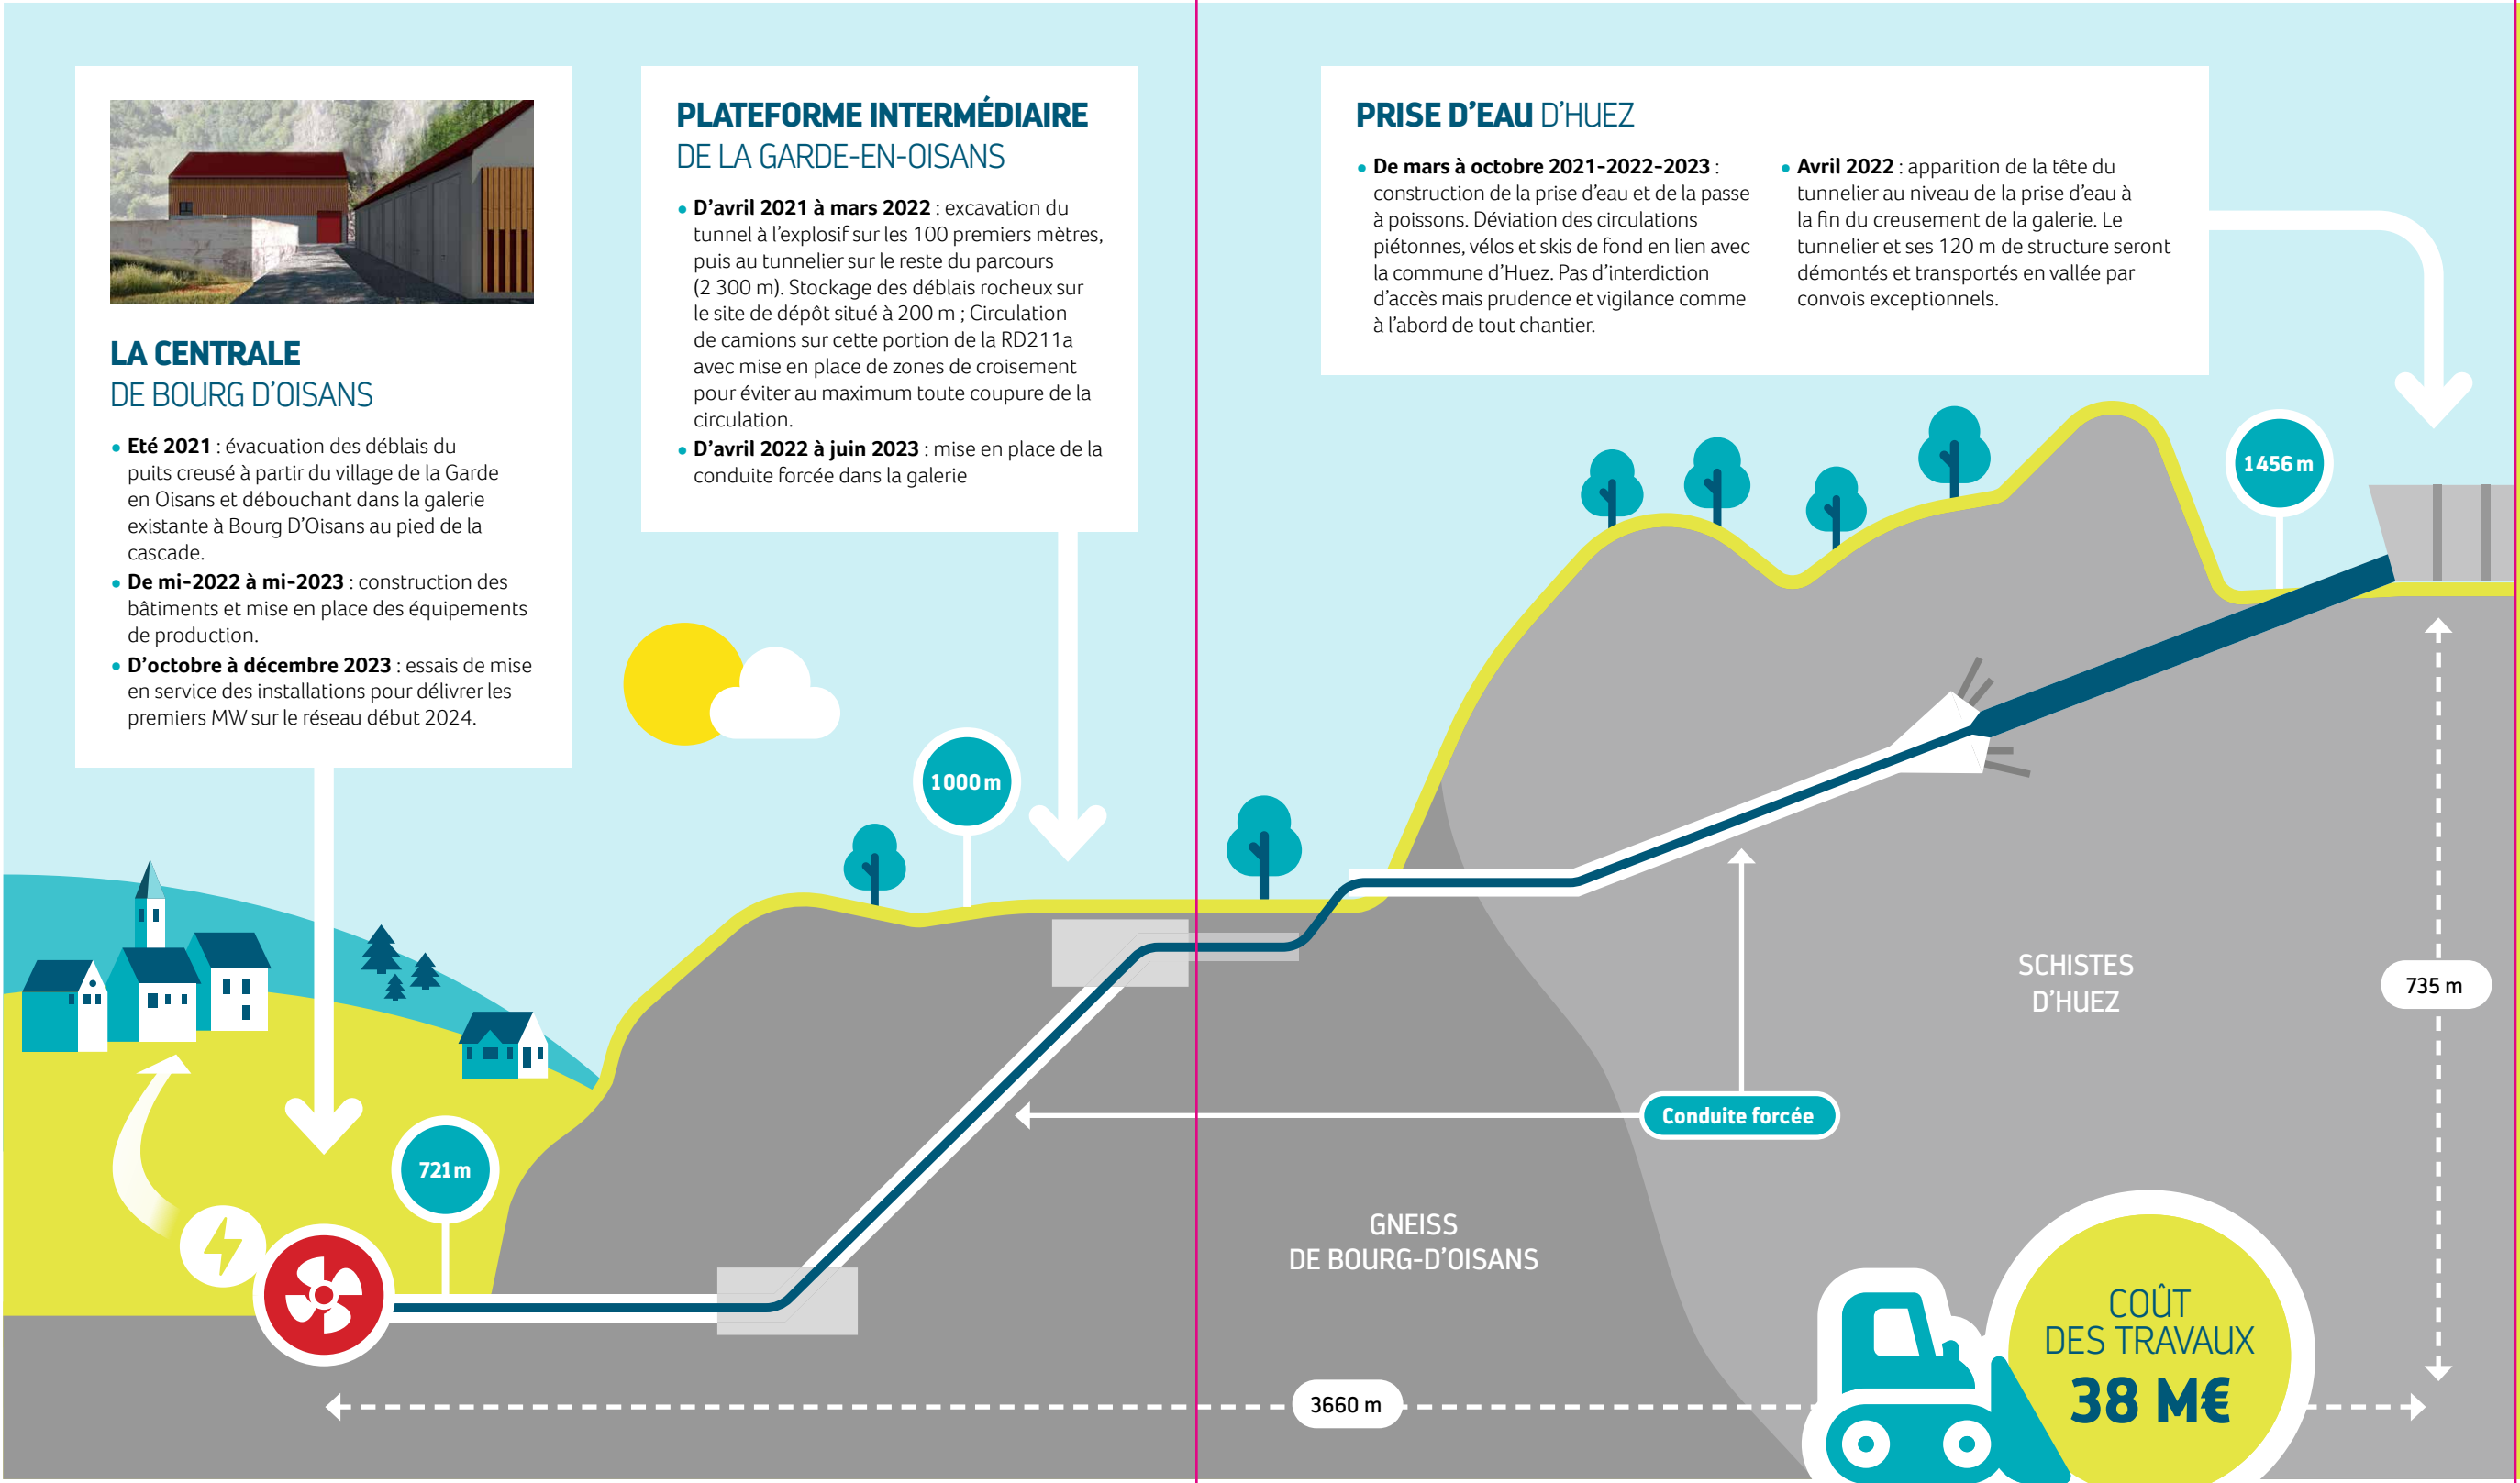 LA CENTRALE
DE BOURG D’OISANS
• Eté 2021 : évacuation des déblais du
puits creusé à partir du village de la Garde
en Oisans et débouchant dans la galerie
existante à Bourg D’Oisans au pied de la
cascade.
• De mi-2022 à mi-2023 : construction des
bâtiments et mise en place des équipements
de production.
• D’octobre à décembre 2023 : essais de mise
en service des installations pour délivrer les
premiers MW sur le réseau début 2024.
PLATEFORME INTERMÉDIAIRE
DE LA GARDE-EN-OISANS
• D’avril 2021 à mars 2022 : excavation du
tunnel à l’explosif sur les 100 premiers mètres,
puis au tunnelier sur le reste du parcours
(2 300 m). Stockage des déblais rocheux sur
le site de dépôt situé à 200 m ; Circulation
de camions sur cette portion de la RD211a
avec mise en place de zones de croisement
pour éviter au maximum toute coupure de la
circulation.
• D’avril 2022 à juin 2023 : mise en place de la
conduite forcée dans la galerie
PRISE D’EAU D’HUEZ
• De mars à octobre 2021-2022-2023 :
construction de la prise d’eau et de la passe
à poissons. Déviation des circulations
piétonnes, vélos et skis de fond en lien avec
la commune d’Huez. Pas d’interdiction
d’accès mais prudence et vigilance comme
à l’abord de tout chantier.
• Avril 2022 : apparition de la tête du
tunnelier au niveau de la prise d’eau à
la fin du creusement de la galerie. Le
tunnelier et ses 120 m de structure seront
démontés et transportés en vallée par
convois exceptionnels.
1456 m
1000 m
721 m
SCHISTES
D’HUEZ
735 m
Conduite forcée
GNEISS
DE BOURG-D’OISANS
3660 m
COÛT
DES TRAVAUX
38 M€